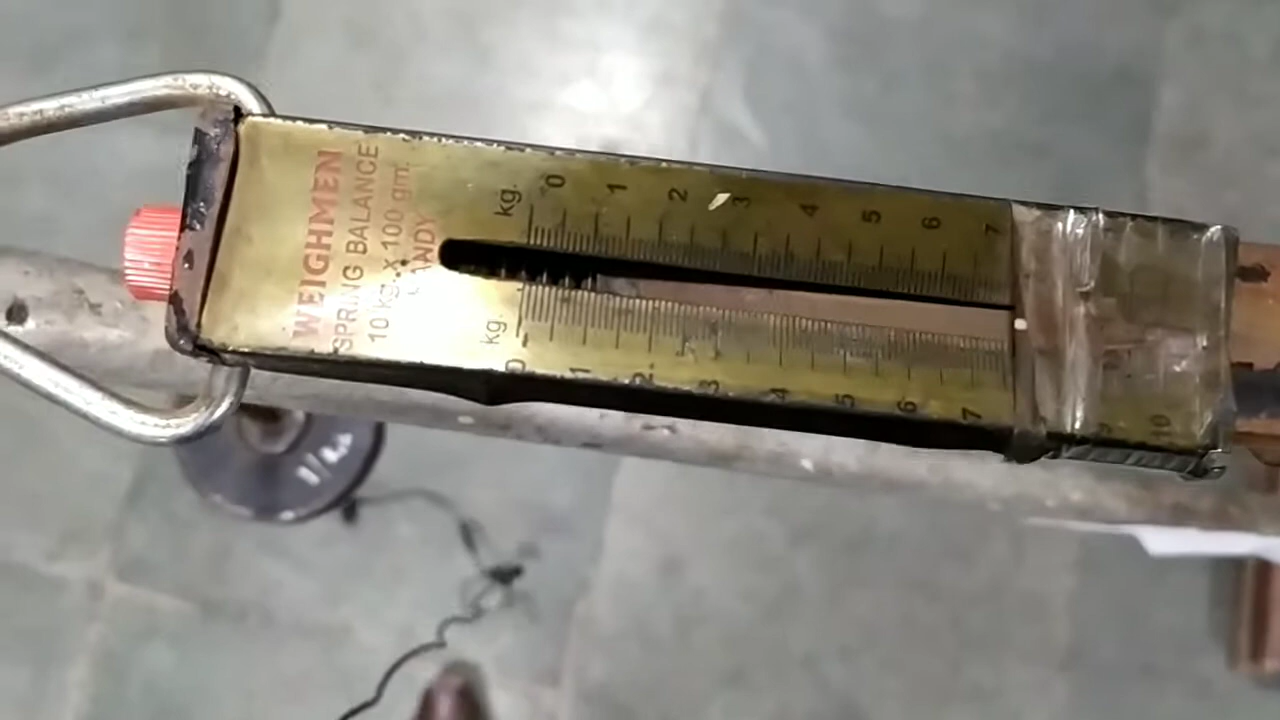 WEIGHMEN
SPRING BALANCE
10 kg. x 100 gm.
kg. 0 1 2 3 4 5 6 7
kg. 0 1 2 3 4 5 6 7 9 10